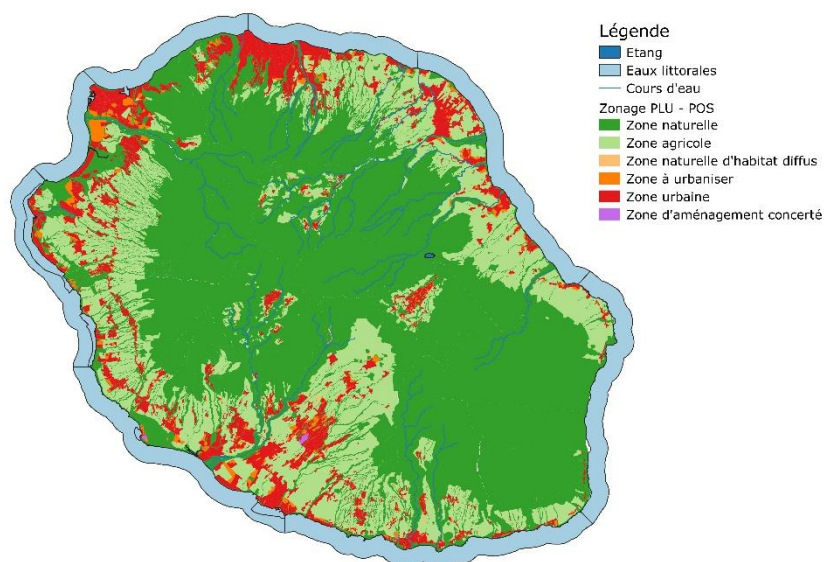 Légende
Etang
Eaux littorales
Cours d'eau
Zonage PLU - POS
Zone naturelle
Zone agricole
Zone naturelle d'habitat diffus
Zone à urbaniser
Zone urbaine
Zone d'aménagement concerté